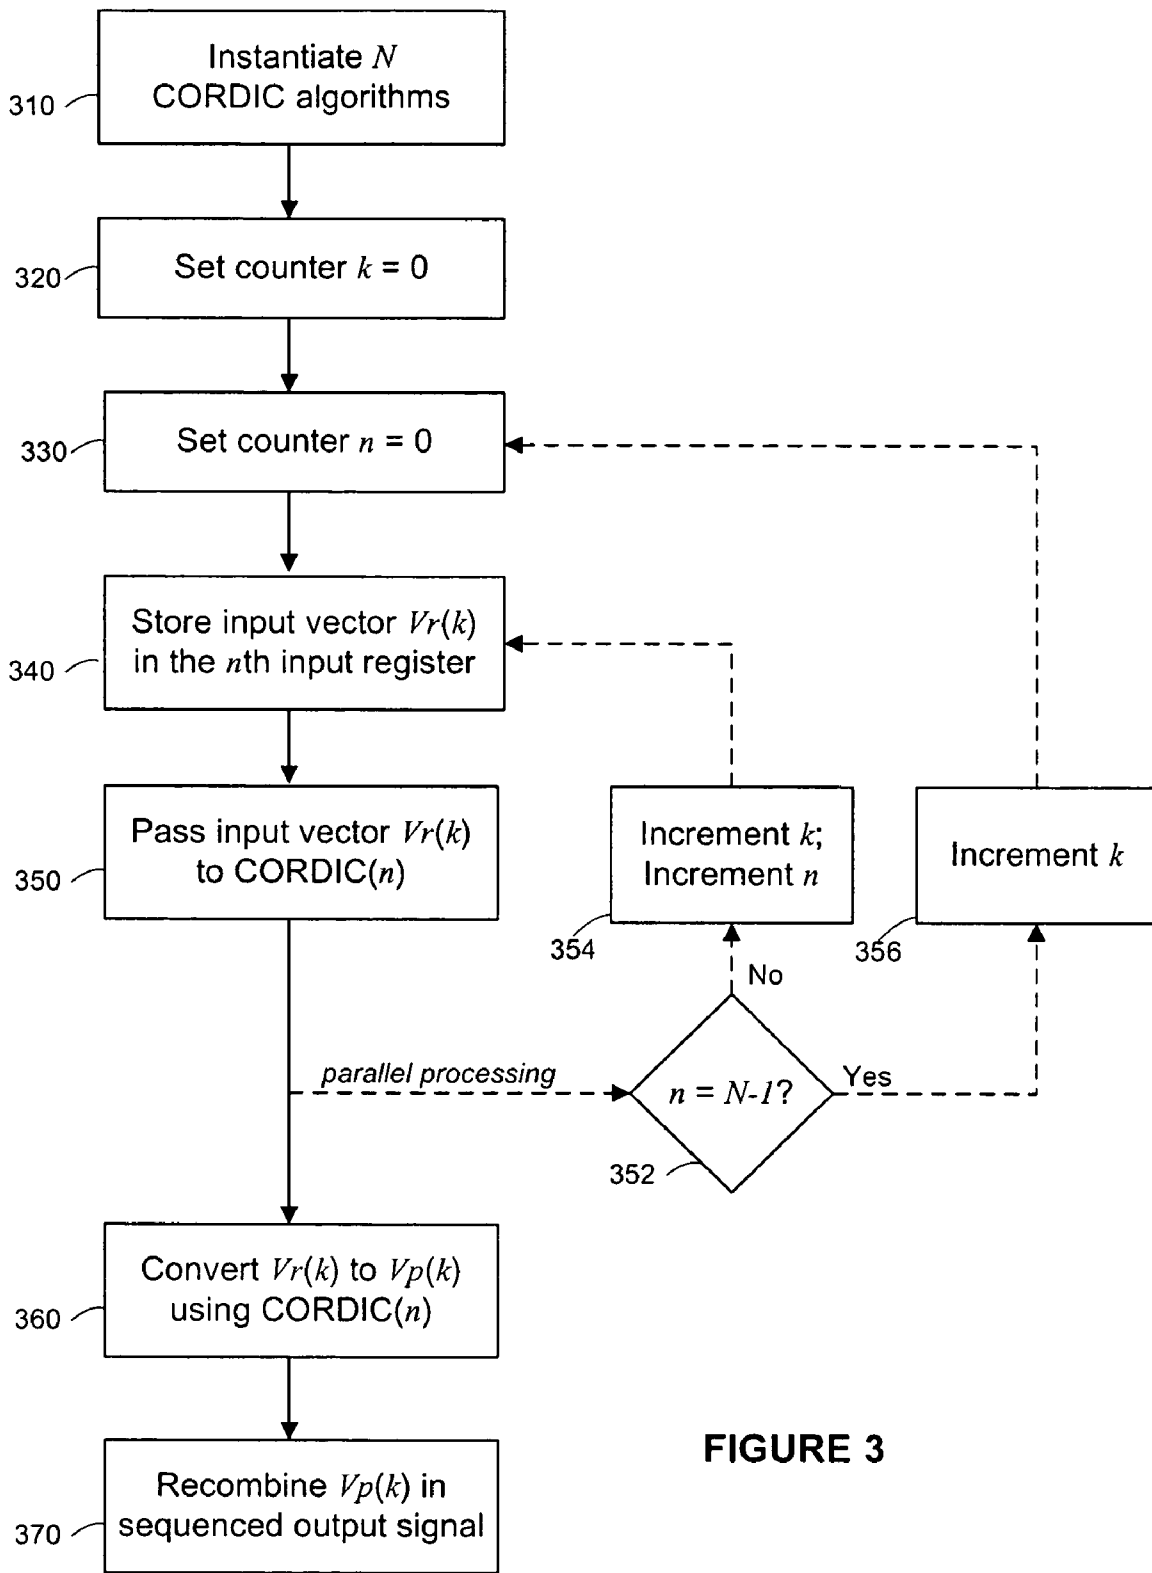 Instantiate N
CORDIC algorithms
310
Set counter k = 0
320
Set counter n = 0
330
Store input vector Vr(k)
in the nth input register
340
Pass input vector Vr(k)
to CORDIC(n)
350
Increment k;
Increment n
354
Increment k
356
No
parallel processing
n = N-1?
Yes
352
Convert Vr(k) to Vp(k)
using CORDIC(n)
360
Recombine Vp(k) in
sequenced output signal
370
FIGURE 3